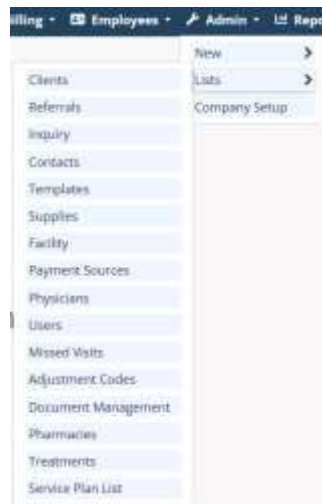 illing Employees Admin Repo
New
Lists
Company Setup
Clients
Referrals
Inquiry
Contacts
Templates
Supplies
Facility
Payment Sources
Physicians
Users
Missed Visits
Adjustment Codes
Document Management
Pharmacies
Treatments
Service Plan List